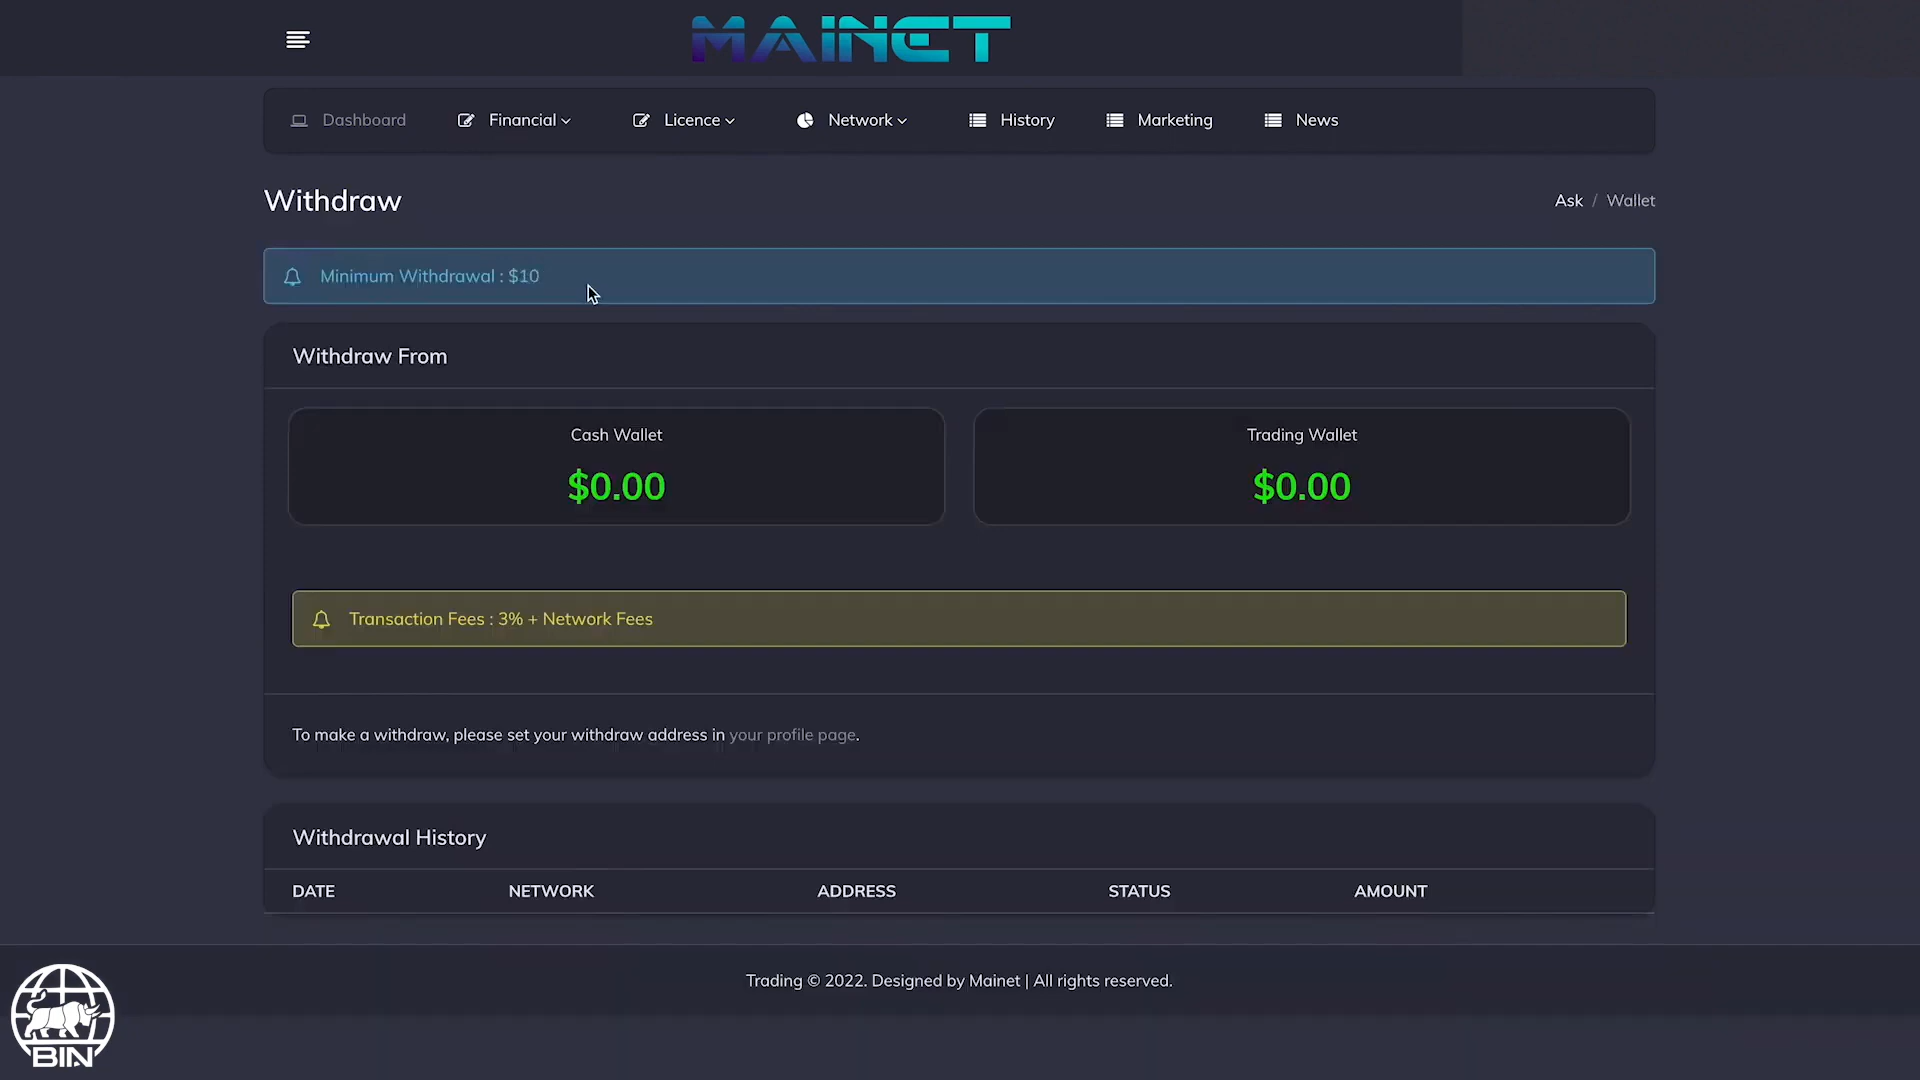 MAINET
Dashboard Financial Licence Network History Marketing News
Withdraw
Ask / Wallet
Minimum Withdrawal : $10
Withdraw From
Cash Wallet
$0.00
Trading Wallet
$0.00
Transaction Fees : 3% + Network Fees
To make a withdraw, please set your withdraw address in your profile page.
Withdrawal History
DATE NETWORK ADDRESS STATUS AMOUNT
Trading © 2022. Designed by Mainet | All rights reserved.
BIN